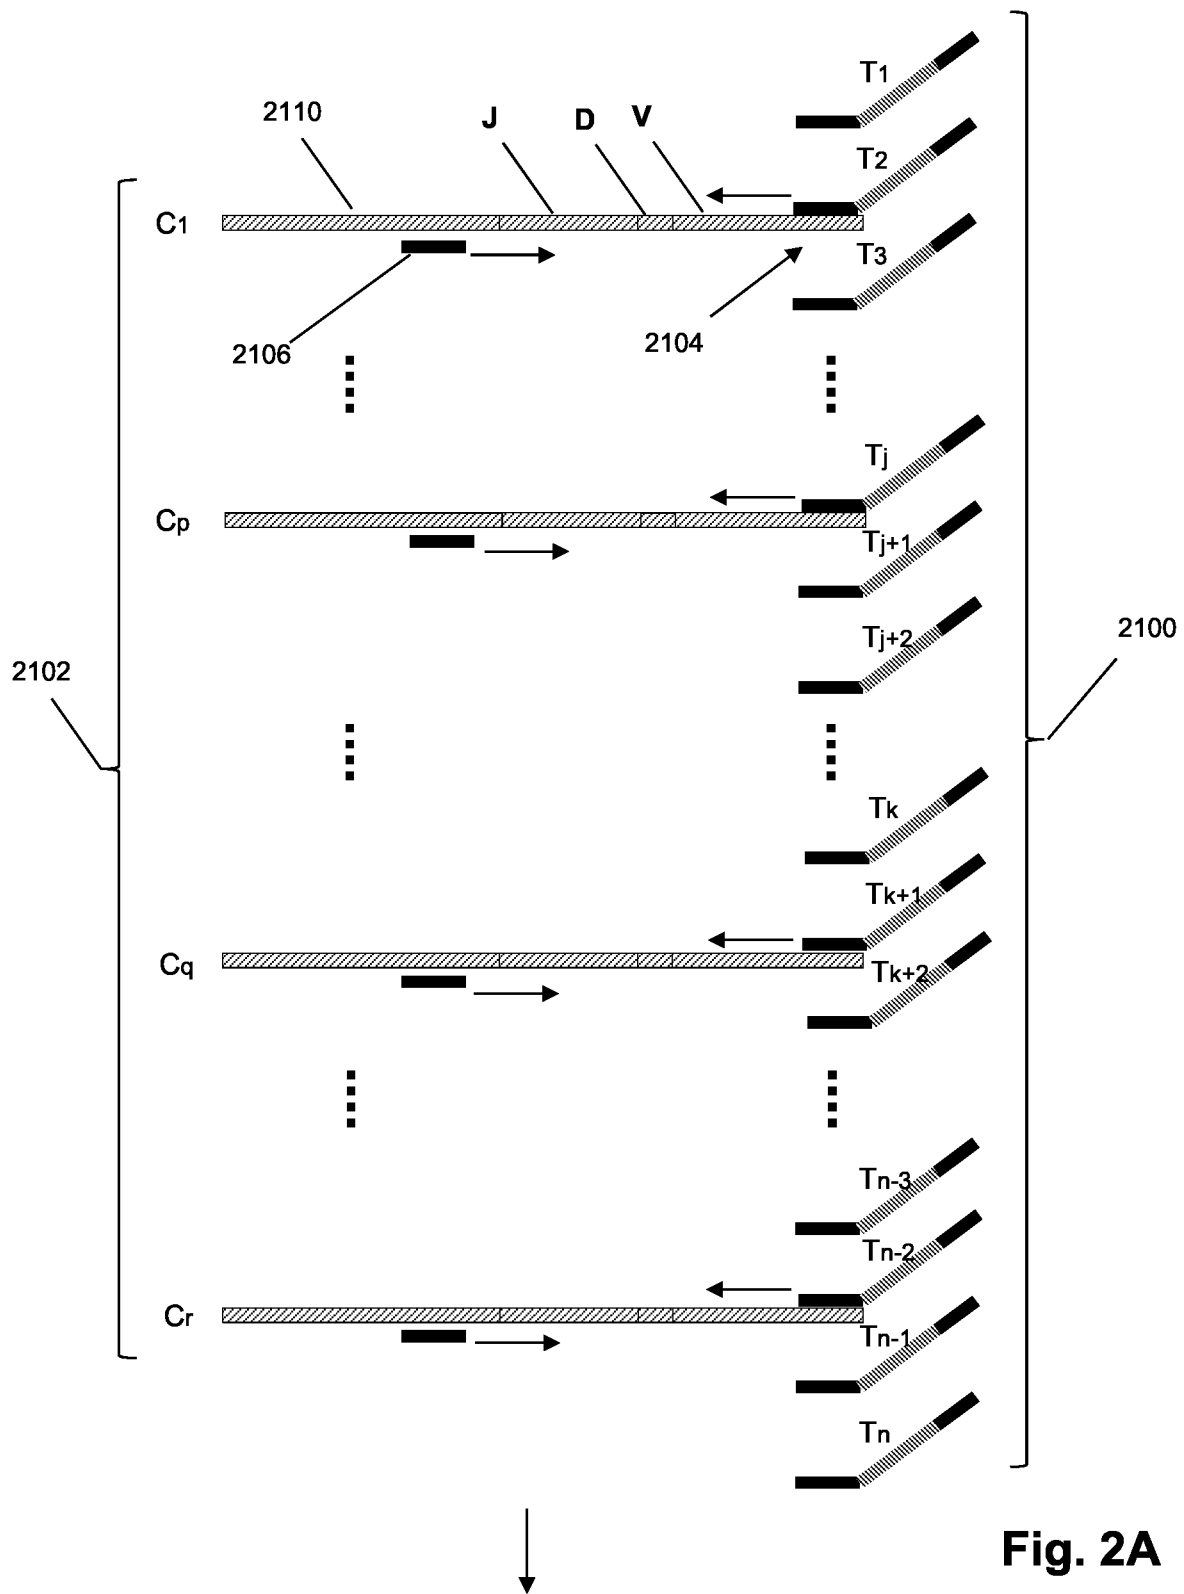 T1
2110
J
D
V
T2
C1
T3
2106
2104
Tj
Cp
Tj+1
Tj+2
2100
2102
Tk
Tk+1
Cq
Tk+2
Tn-3
Tn-2
Cr
Tn-1
Tn
Fig. 2A